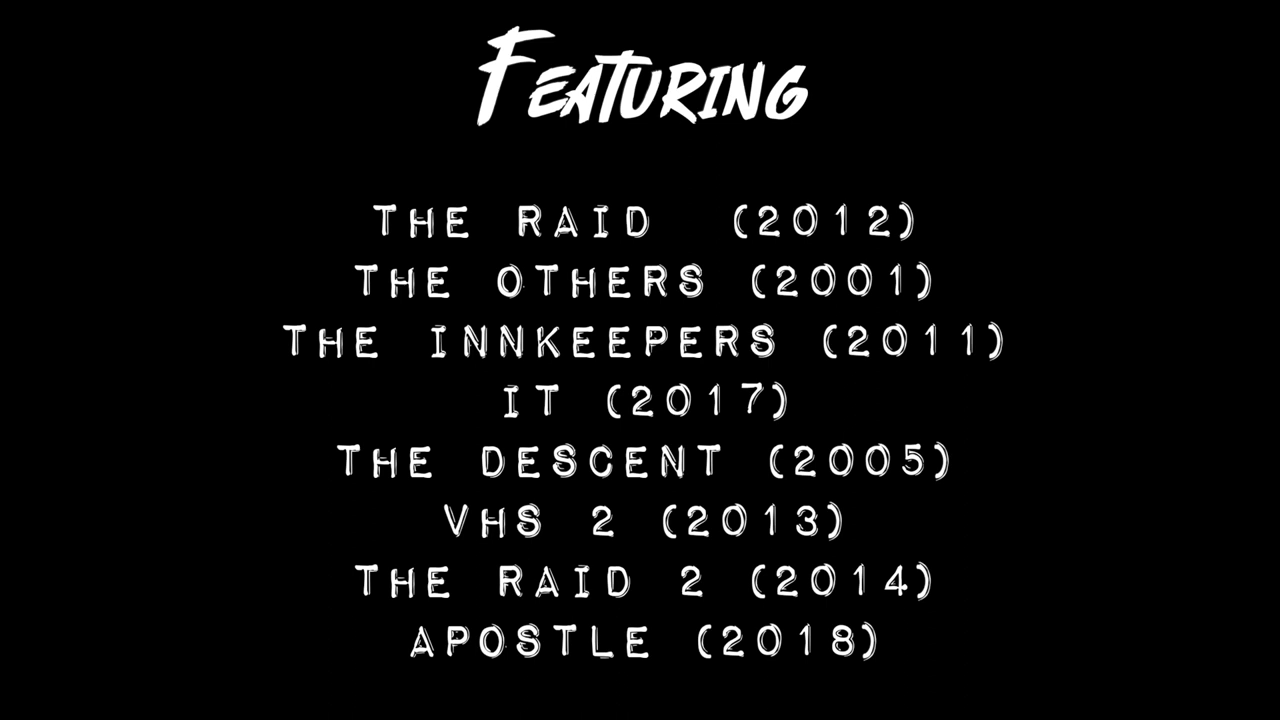 Featuring
THE RAID (2012)
THE OTHERS (2001)
THE INNKEEPERS (2011)
IT (2017)
THE DESCENT (2005)
VHS 2 (2013)
THE RAID 2 (2014)
APOSTLE (2018)